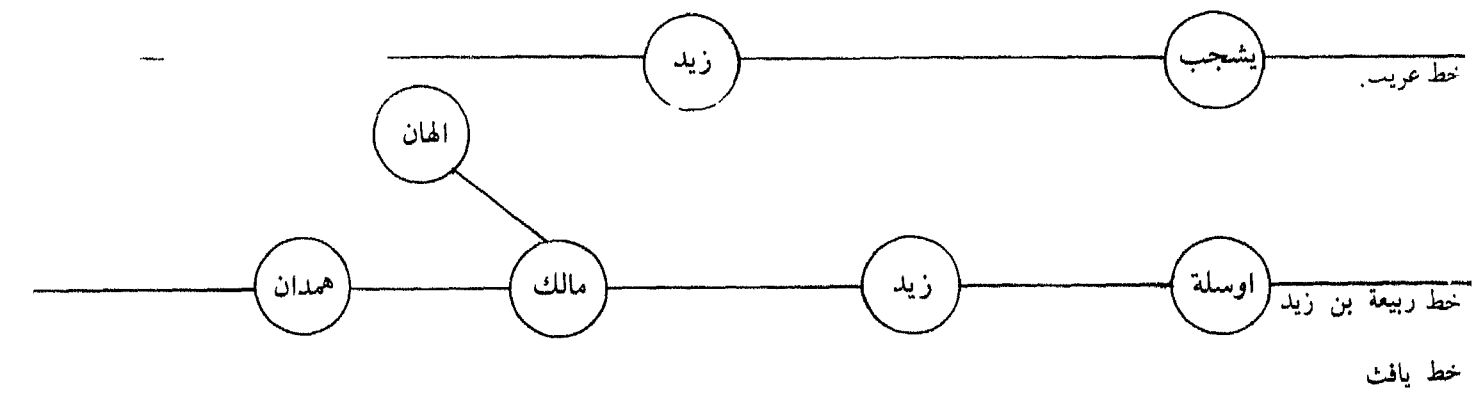 يشجب زيد
خط عريب.
الهان
اوسلة زيد مالك همدان
خط ربيعة بن زيد
خط يافث